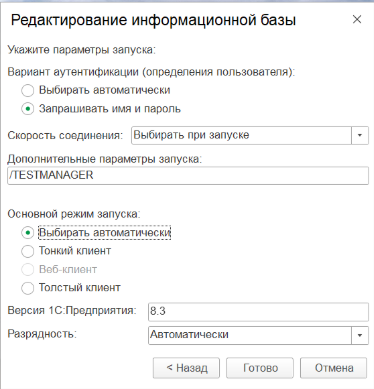 Редактирование информационной базы
Укажите параметры запуска:
Вариант аутентификации (определения пользователя):
Выбирать автоматически
Запрашивать имя и пароль
Скорость соединения: Выбирать при запуске
Дополнительные параметры запуска:
/TESTMANAGER
Основной режим запуска:
Выбирать автоматически
Тонкий клиент
Веб-клиент
Толстый клиент
Версия 1С:Предприятия: 8.3
Разрядность: Автоматически
< Назад Готово Отмена